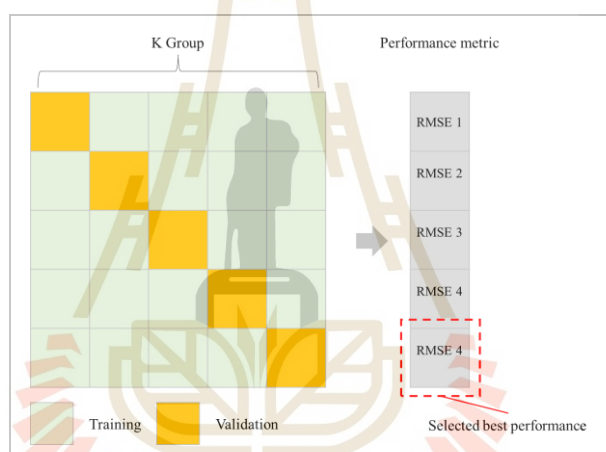 K Group
Performance metric
RMSE 1
RMSE 2
RMSE 3
RMSE 4
RMSE 4
Training
Validation
Selected best performance